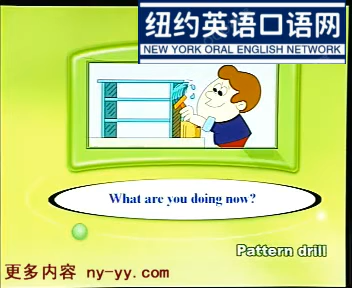 纽约英语口语网
NEW YORK ORAL ENGLISH NETWORK
What are you doing now?
Pattern drill
更多内容 ny-yy.com